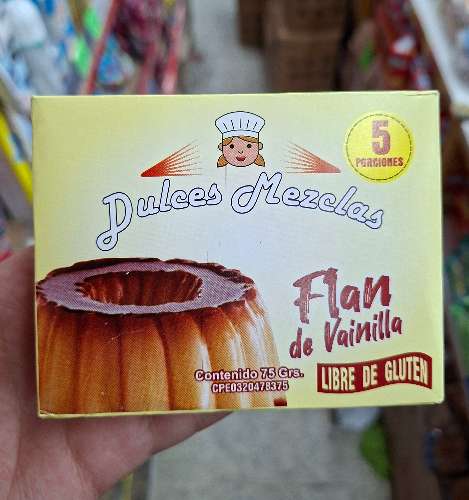 5
PORCIONES
Dulces Mezclas
Flan
de Vainilla
LIBRE DE GLUTEN
Contenido 75 Grs.
CPE0320478375